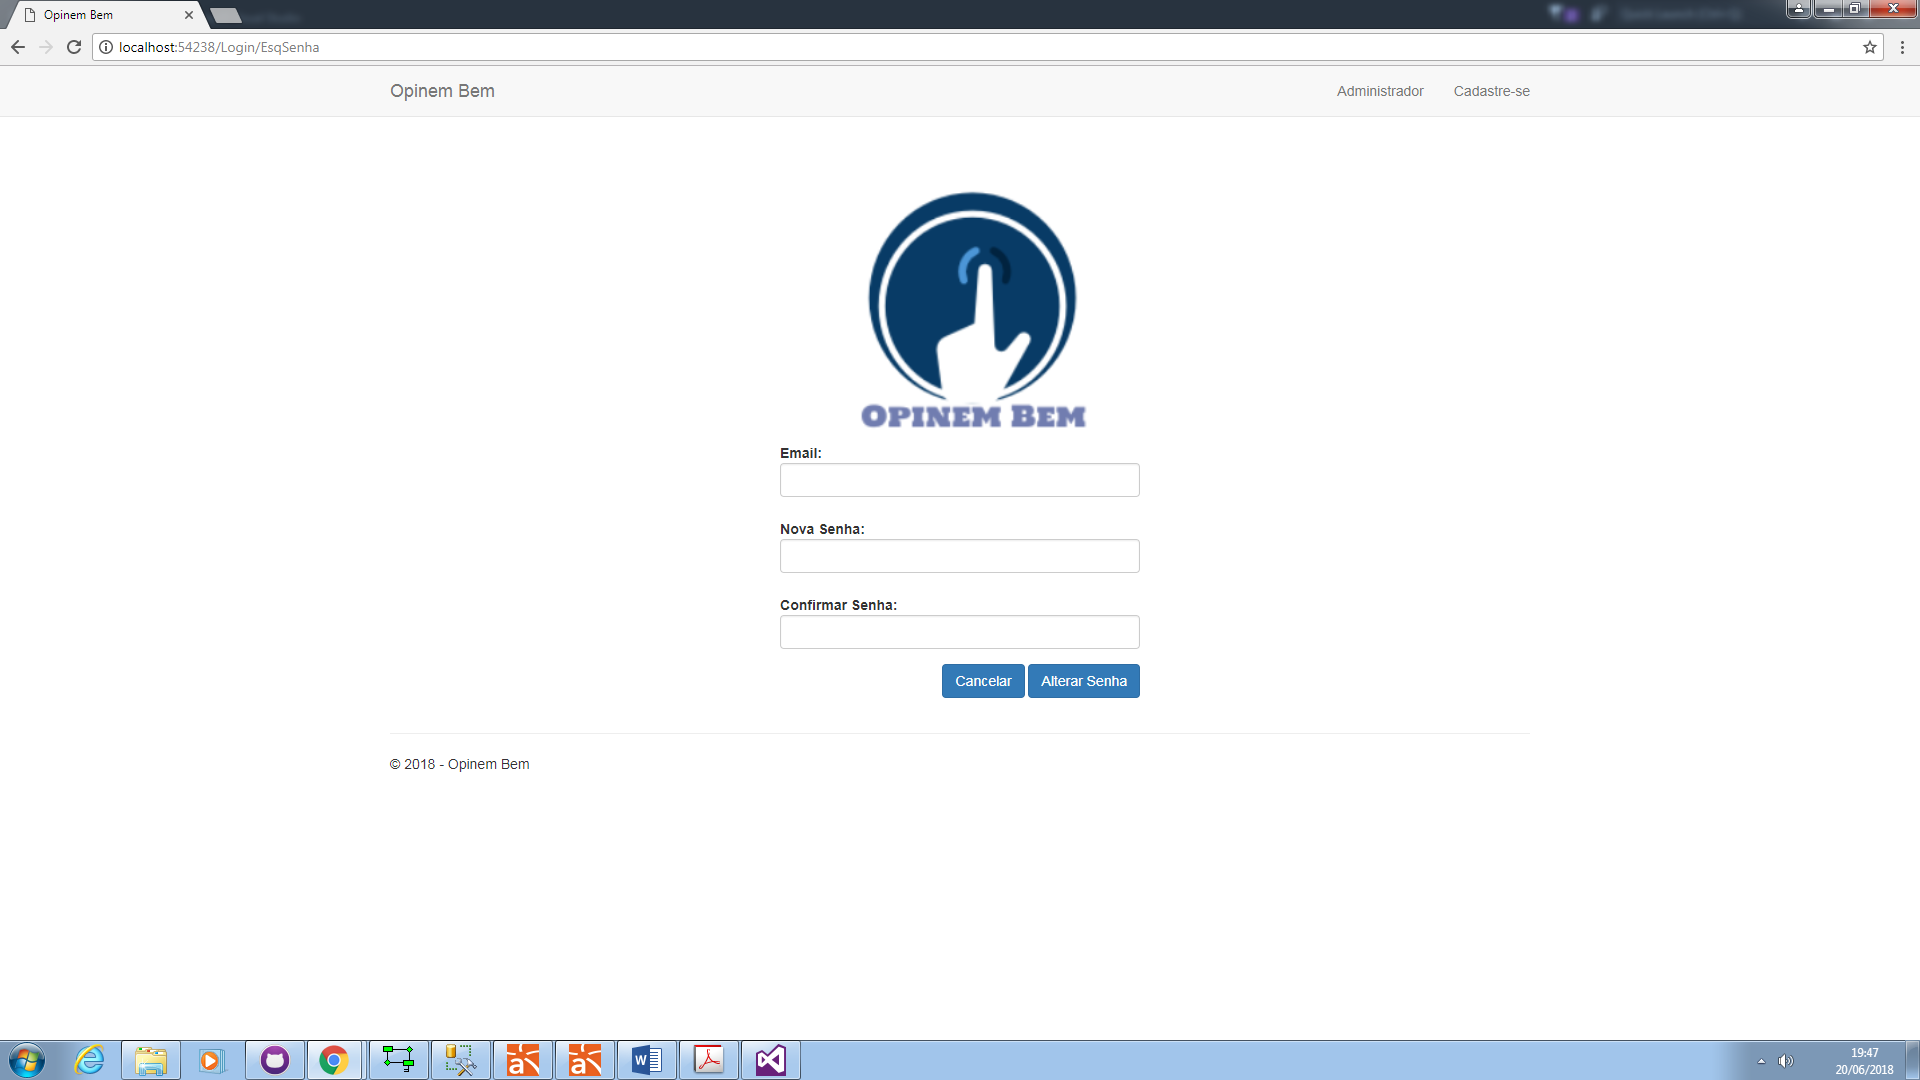 Opinem Bem
localhost:54238/Login/EsqSenha
Opinem Bem
Administrador
Cadastre-se
OPINEM BEM
Email:
Nova Senha:
Confirmar Senha:
Cancelar
Alterar Senha
© 2018 - Opinem Bem
19:47
20/06/2018